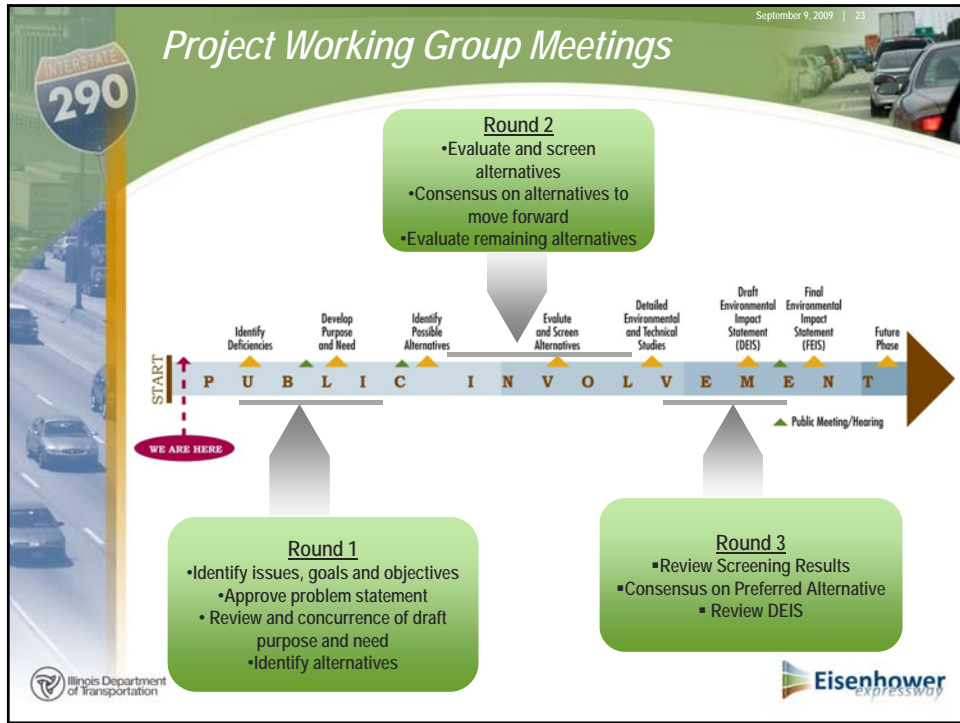 September 9, 2009 | 23
Project Working Group Meetings
INTERSTATE
290
Round 2
•Evaluate and screen
alternatives
•Consensus on alternatives to
move forward
•Evaluate remaining alternatives
Identify
Deficiencies
Develop
Purpose
and Need
Identify
Possible
Alternatives
Evalute
and Screen
Alternatives
Detailed
Environmental
and Technical
Studies
Draft
Environmental
Impact
Statement
(DEIS)
Final
Environmental
Impact
Statement
(FEIS)
Future
Phase
START
PUBLIC INVOLVEMENT
WE ARE HERE
Public Meeting/Hearing
Round 1
•Identify issues, goals and objectives
•Approve problem statement
• Review and concurrence of draft
purpose and need
•Identify alternatives
Round 3
▪Review Screening Results
▪Consensus on Preferred Alternative
▪ Review DEIS
Illinois Department
of Transportation
Eisenhower
expressway